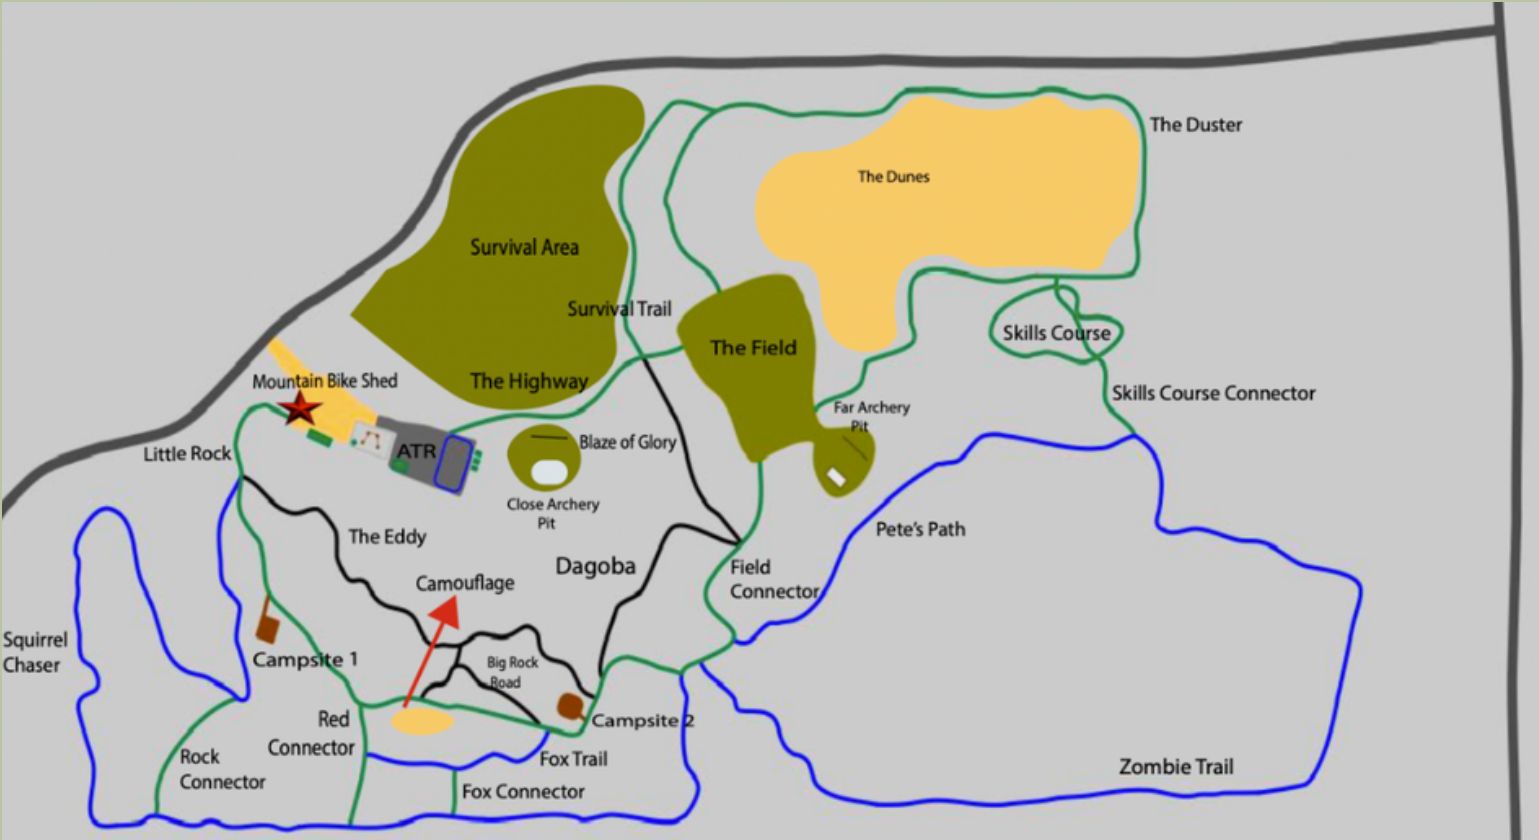 The Duster
The Dunes
Survival Area
Survival Trail
The Field
Skills Course
The Highway
Mountain Bike Shed
Skills Course Connector
Far Archery
Pit
Blaze of Glory
ATR
Little Rock
Close Archery
Pit
Pete's Path
The Eddy
Dagoba
Field
Connector
Camouflage
Squirrel
Chaser
Campsite 1
Big Rock
Road
Campsite 2
Red
Connector
Rock
Connector
Fox Trail
Zombie Trail
Fox Connector